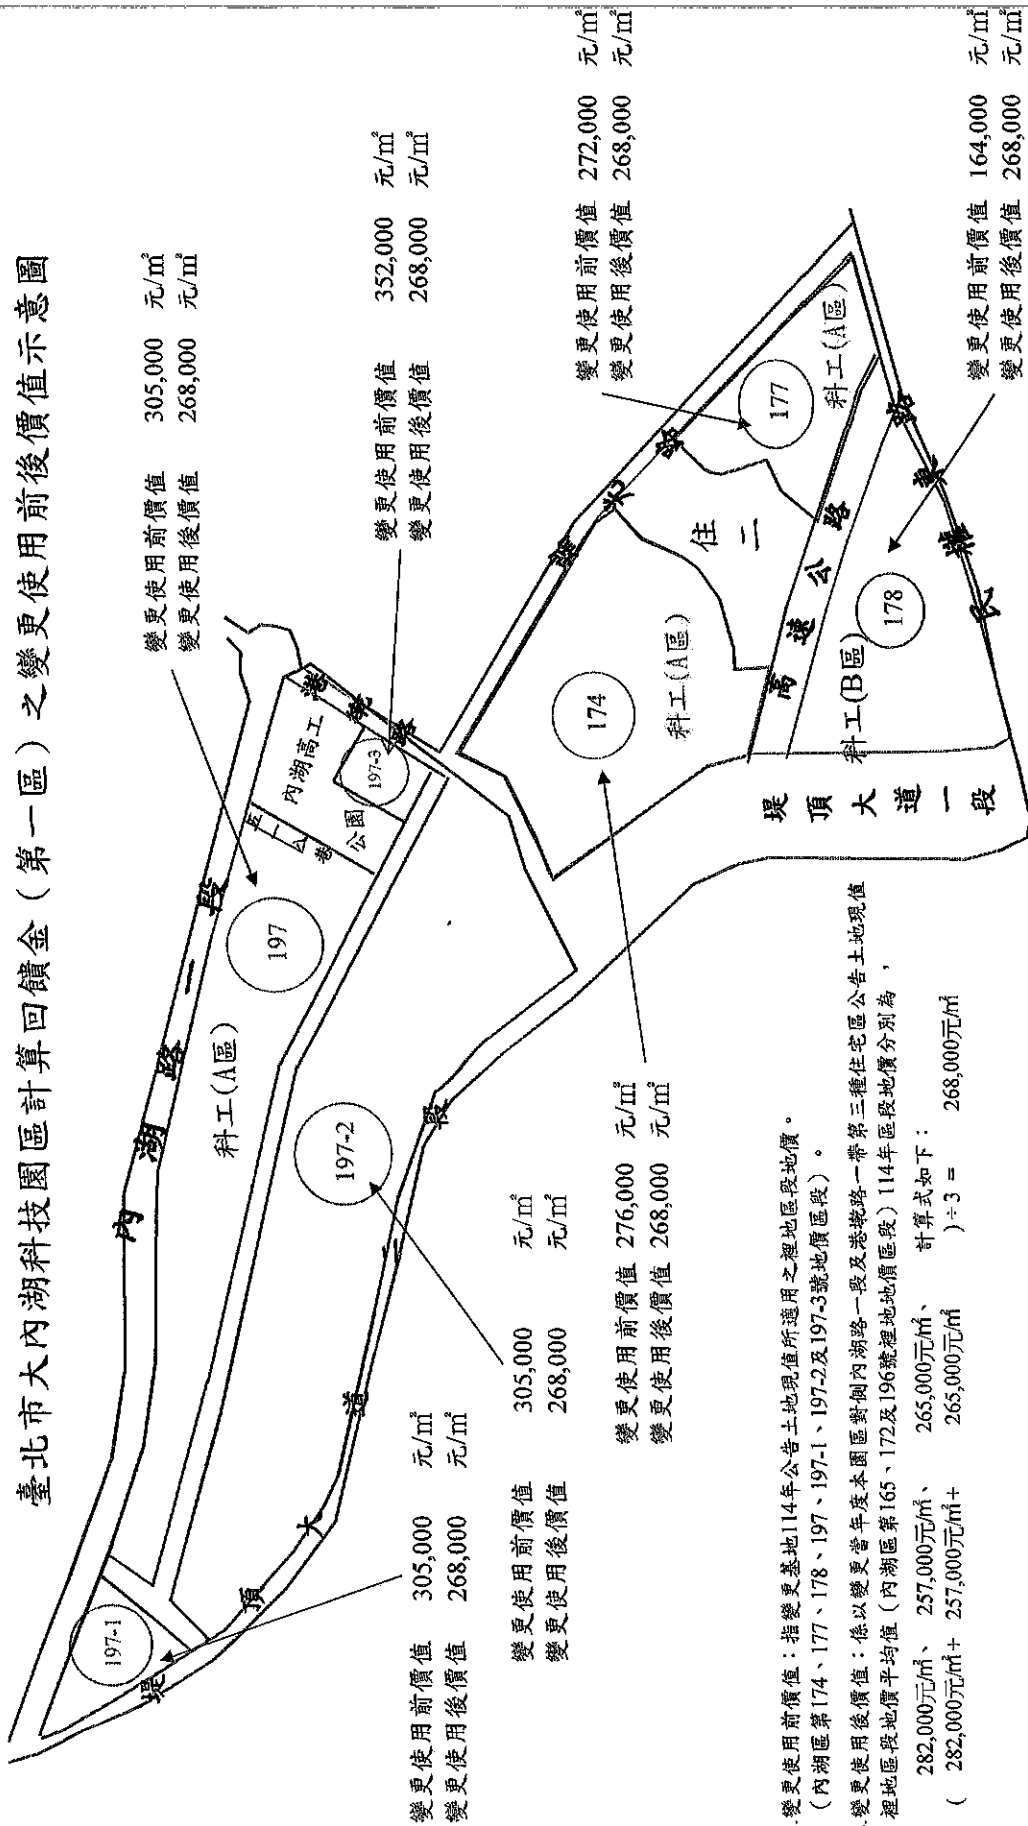 臺北市大內湖科技園區計算回饋金（第一區）之變更使用前後價值示意圖
變更使用前價值 305,000 元/㎡
變更使用後價值 268,000 元/㎡
變更使用前價值 352,000 元/㎡
變更使用後價值 268,000 元/㎡
變更使用前價值 272,000 元/㎡
變更使用後價值 268,000 元/㎡
變更使用前價值 164,000 元/㎡
變更使用後價值 268,000 元/㎡
變更使用前價值 276,000 元/㎡
變更使用後價值 268,000 元/㎡
變更使用前價值 305,000 元/㎡
變更使用後價值 268,000 元/㎡
變更使用前價值 305,000 元/㎡
變更使用後價值 268,000 元/㎡
內湖路一段
197-1
科工(A區)
197
內湖高工
公園
197-3
港墘路
197-2
堤頂大道二段
瑞光路
174
科工(A區)
住二
177
科工(A區)
高速公路
科工(B區)
178
民權東路
堤頂大道一段
變更使用前價值：指變更基地114年公告土地現值所適用之裡地區段地價。
（內湖區第174、177、178、197、197-1、197-2及197-3號地價區段）。
變更使用後價值：係以變更當年度本園區對側內湖路一段及港墘路一帶第三種住宅區公告土地現值
裡地區段地價平均值（內湖區第165、172及196號裡地地價區段）114年區段地價分別為，
282,000元/㎡、 257,000元/㎡、 265,000元/㎡、 計算式如下：
( 282,000元/㎡+ 257,000元/㎡+ 265,000元/㎡ )÷3 = 268,000元/㎡